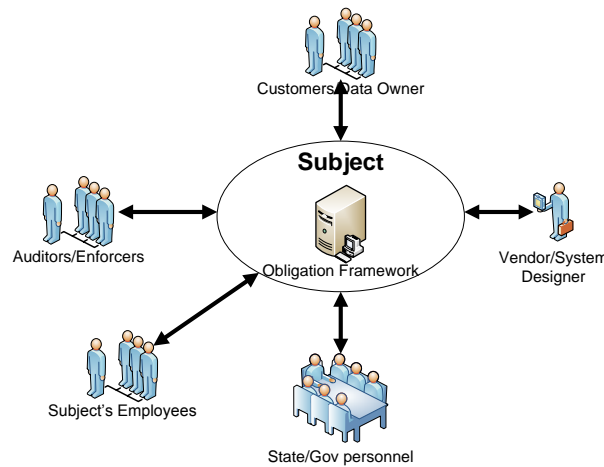 Customers/Data Owner
Subject
Obligation Framework
Auditors/Enforcers
Vendor/System
Designer
Subject's Employees
State/Gov personnel